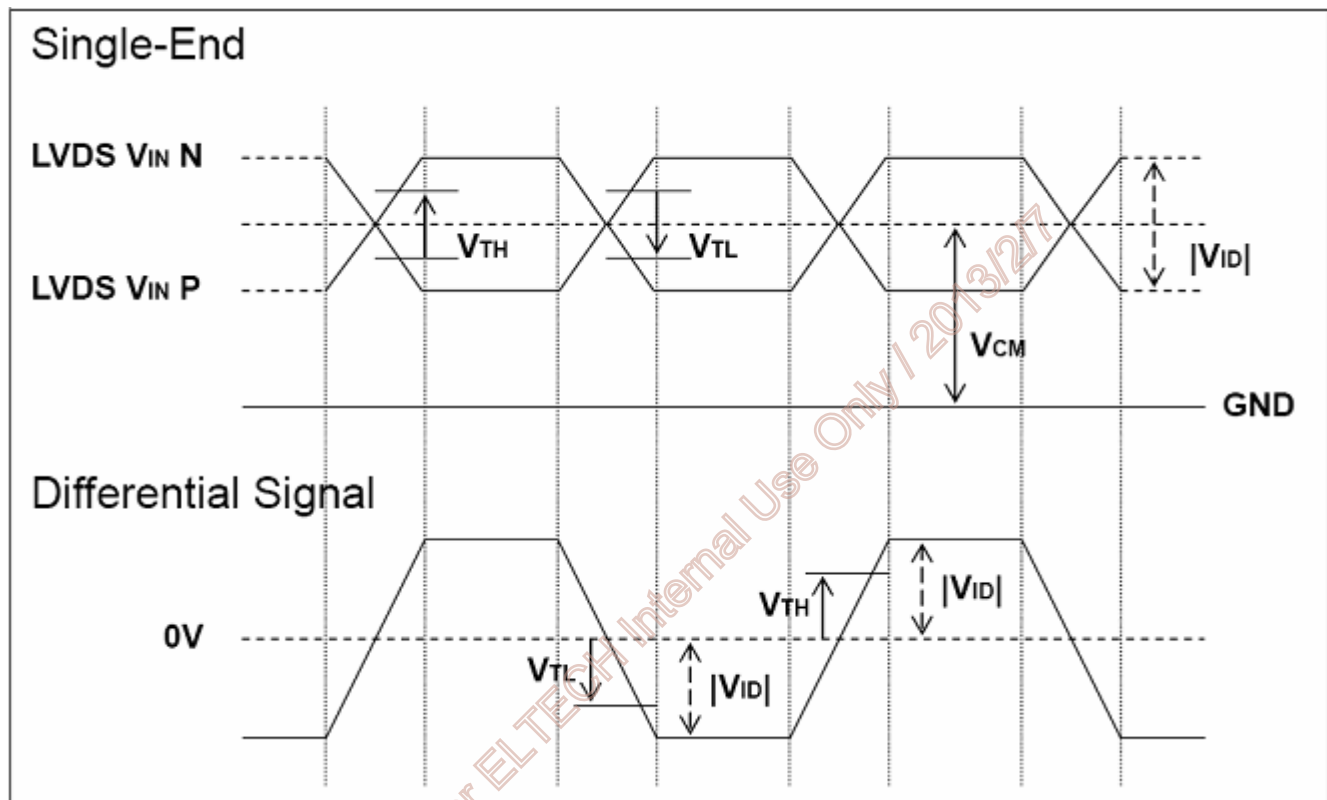 Single-End
LVDS VIN N
VTH
VTL
|VID|
LVDS VIN P
VCM
GND
Differential Signal
VTH
|VID|
0V
VTL
|VID|
r ELTECH Internal Use Only / 2013/2/7